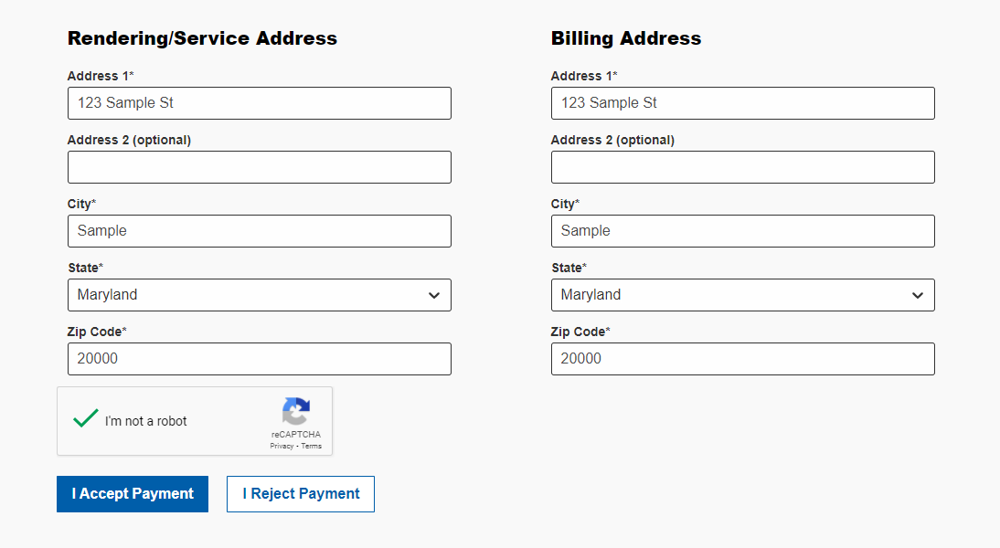 Rendering/Service Address
Address 1*
123 Sample St
Address 2 (optional)
City*
Sample
State*
Maryland
Zip Code*
20000
Billing Address
Address 1*
123 Sample St
Address 2 (optional)
City*
Sample
State*
Maryland
Zip Code*
20000
I'm not a robot
reCAPTCHA
Privacy - Terms
I Accept Payment
I Reject Payment